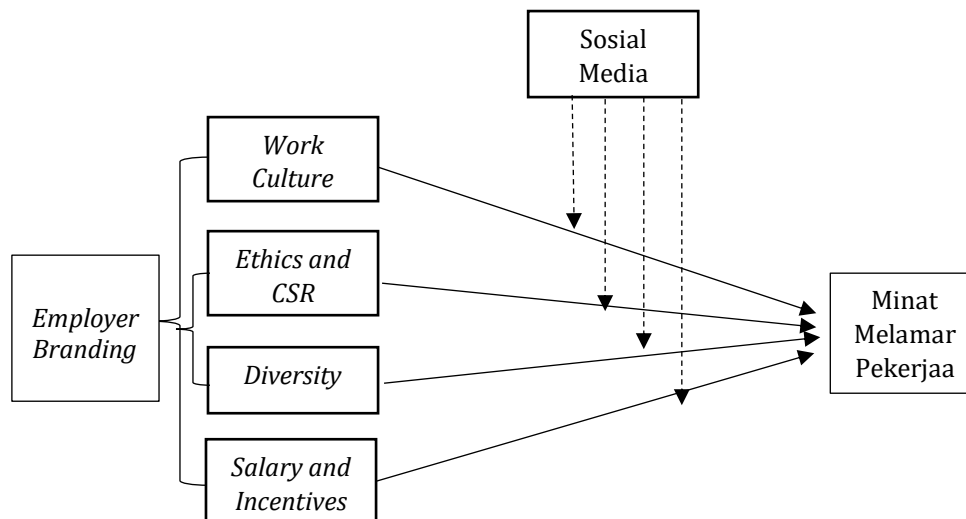 Sosial
Media
Work
Culture
Ethics and
CSR
Employer
Branding
Diversity
Salary and
Incentives
Minat
Melamar
Pekerjaa